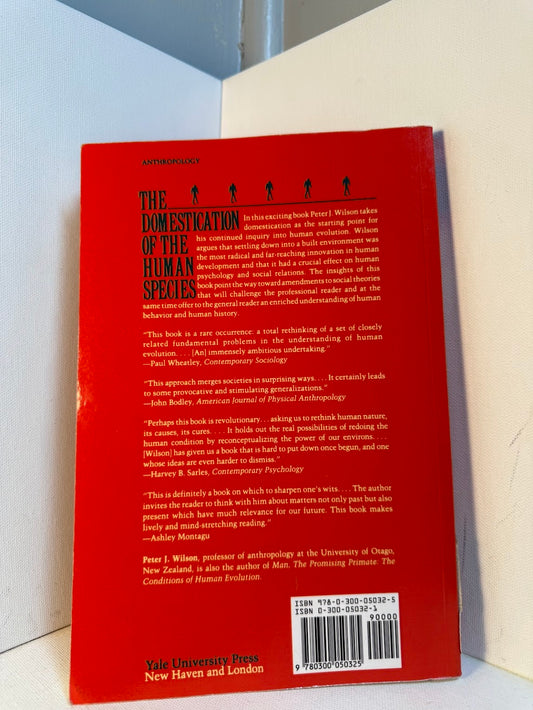 ANTHROPOLOGY
THE
DOMESTICATION
OF THE
HUMAN
SPECIES
In this exciting book Peter J. Wilson takes
domestication as the starting point for
his continued inquiry into human evolution. Wilson
argues that settling down into a built environment was
the most radical and far-reaching innovation in human
development and that it had a crucial effect on human
psychology and social relations. The insights of this
book point the way toward amendments to social theories
that will challenge the professional reader and at the
same time offer to the general reader an enriched understanding of human
behavior and human history.
"This book is a rare occurrence: a total rethinking of a set of closely
related fundamental problems in the understanding of human
evolution. . . . [An] immensely ambitious undertaking."
—Paul Wheatley, Contemporary Sociology
"This approach merges societies in surprising ways. . . . It certainly leads
to some provocative and stimulating generalizations."
—John Bodley, American Journal of Physical Anthropology
"Perhaps this book is revolutionary. . . asking us to rethink human nature,
its causes, its cures. . . . It holds out the real possibilities of redoing the
human condition by reconceptualizing the power of our environs. . . .
[Wilson] has given us a book that is hard to put down once begun, and one
whose ideas are even harder to dismiss."
—Harvey B. Sarles, Contemporary Psychology
"This is definitely a book on which to sharpen one's wits. . . . The author
invites the reader to think with him about matters not only past but also
present which have much relevance for our future. This book makes
lively and mind-stretching reading."
—Ashley Montagu
Peter J. Wilson, professor of anthropology at the University of Otago,
New Zealand, is also the author of Man, The Promising Primate: The
Conditions of Human Evolution.
ISBN 978-0-300-05032-5
ISBN 0-300-05032-1
90000
9 780300 050325
Yale University Press
New Haven and London